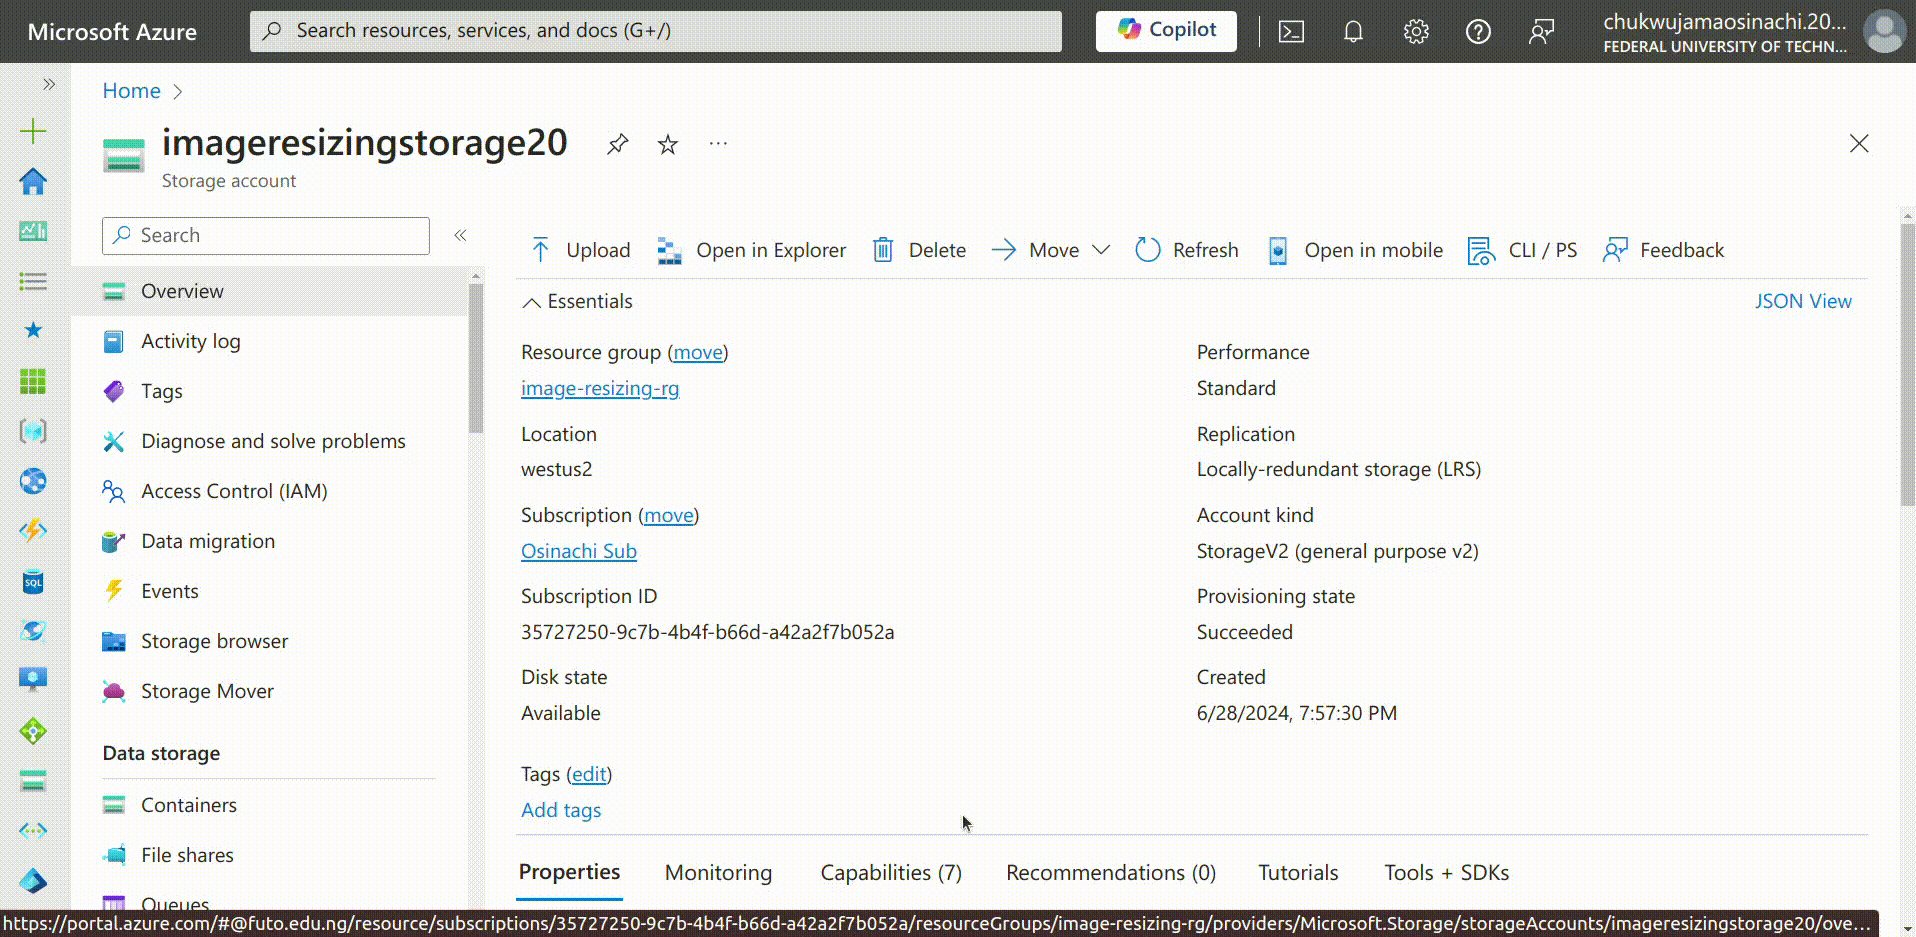 Microsoft Azure
Search resources, services, and docs (G+/)
Copilot
chukwujamaosinachi.20...
FEDERAL UNIVERSITY OF TECHN...
Home
imageresizingstorage20
Storage account
Search
Upload
Open in Explorer
Delete
Move
Refresh
Open in mobile
CLI / PS
Feedback
Overview
Activity log
Tags
Diagnose and solve problems
Access Control (IAM)
Data migration
Events
Storage browser
Storage Mover
Data storage
Containers
File shares
Queues
Essentials
JSON View
Resource group (move)
image-resizing-rg
Location
westus2
Subscription (move)
Osinachi Sub
Subscription ID
35727250-9c7b-4b4f-b66d-a42a2f7b052a
Disk state
Available
Performance
Standard
Replication
Locally-redundant storage (LRS)
Account kind
StorageV2 (general purpose v2)
Provisioning state
Succeeded
Created
6/28/2024, 7:57:30 PM
Tags (edit)
Add tags
Properties
Monitoring
Capabilities (7)
Recommendations (0)
Tutorials
Tools + SDKs
https://portal.azure.com/#@futo.edu.ng/resource/subscriptions/35727250-9c7b-4b4f-b66d-a42a2f7b052a/resourceGroups/image-resizing-rg/providers/Microsoft.Storage/storageAccounts/imageresizingstorage20/ove...